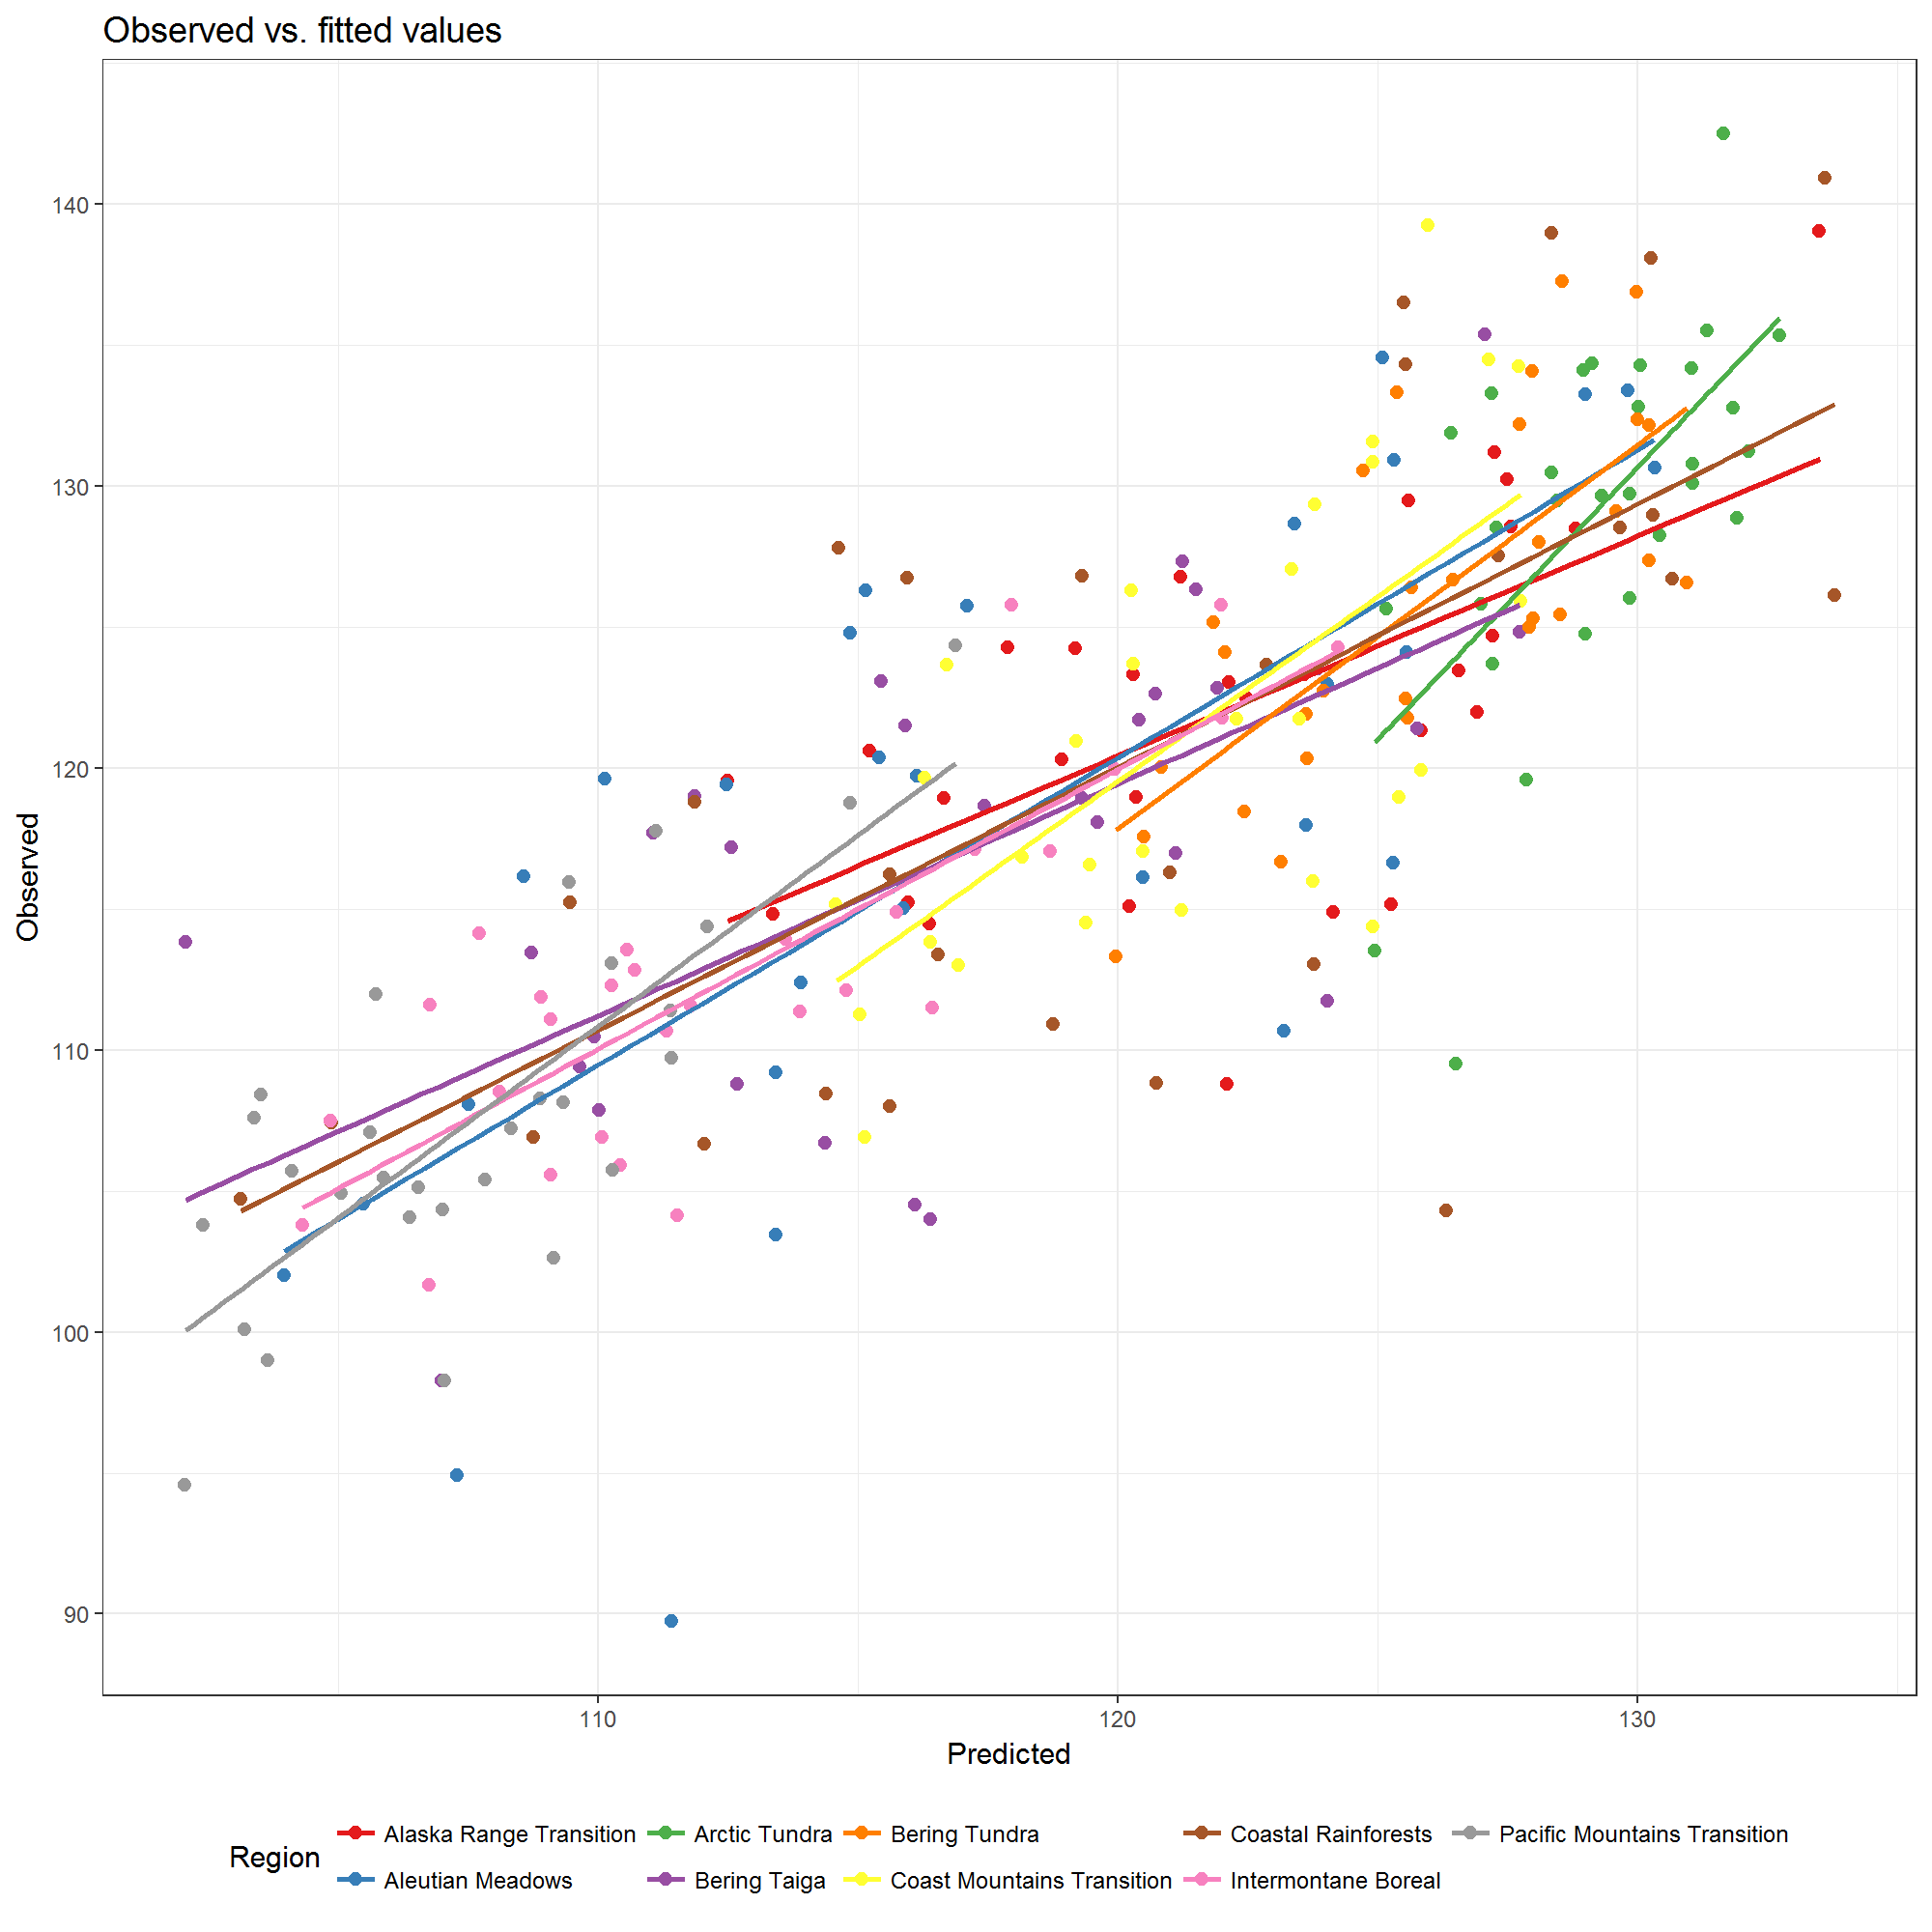 Observed vs. fitted values
Observed
140
130
120
110
100
90
110 120 130
Predicted
Region
Alaska Range Transition Arctic Tundra Bering Tundra Coastal Rainforests Pacific Mountains Transition
Aleutian Meadows Bering Taiga Coast Mountains Transition Intermontane Boreal